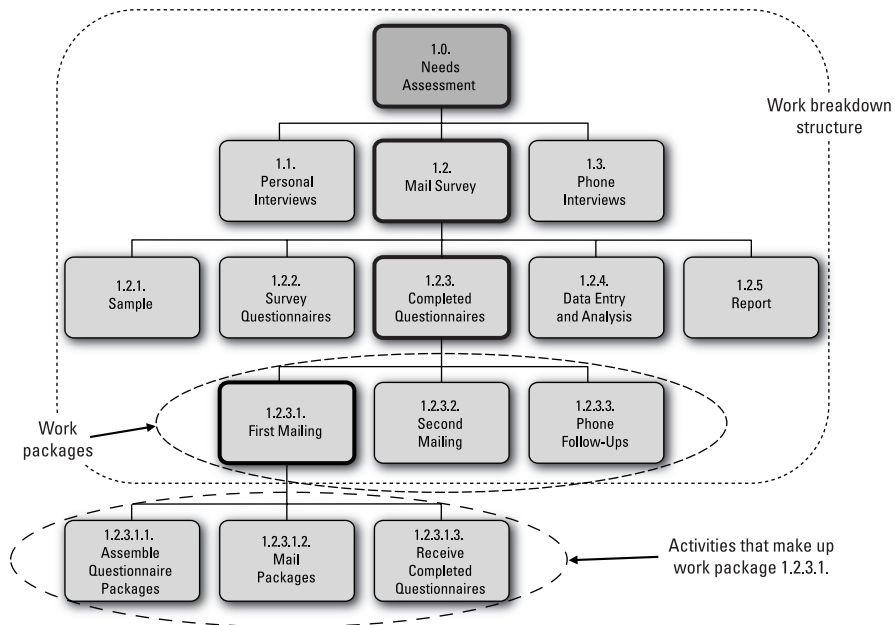 1.0.
Needs
Assessment
Work breakdown
structure
1.1.
Personal
Interviews
1.2.
Mail Survey
1.3.
Phone
Interviews
1.2.1.
Sample
1.2.2.
Survey
Questionnaires
1.2.3.
Completed
Questionnaires
1.2.4.
Data Entry
and Analysis
1.2.5
Report
Work
packages
1.2.3.1.
First Mailing
1.2.3.2.
Second
Mailing
1.2.3.3.
Phone
Follow-Ups
1.2.3.1.1.
Assemble
Questionnaire
Packages
1.2.3.1.2.
Mail
Packages
1.2.3.1.3.
Receive
Completed
Questionnaires
Activities that make up
work package 1.2.3.1.